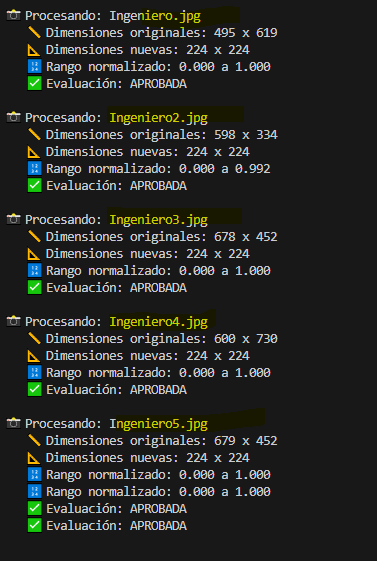 Procesando: Ingeniero.jpg
Dimensiones originales: 495 x 619
Dimensiones nuevas: 224 x 224
Rango normalizado: 0.000 a 1.000
Evaluación: APROBADA
Procesando: Ingeniero2.jpg
Dimensiones originales: 598 x 334
Dimensiones nuevas: 224 x 224
Rango normalizado: 0.000 a 0.992
Evaluación: APROBADA
Procesando: Ingeniero3.jpg
Dimensiones originales: 678 x 452
Dimensiones nuevas: 224 x 224
Rango normalizado: 0.000 a 1.000
Evaluación: APROBADA
Procesando: Ingeniero4.jpg
Dimensiones originales: 600 x 730
Dimensiones nuevas: 224 x 224
Rango normalizado: 0.000 a 1.000
Evaluación: APROBADA
Procesando: Ingeniero5.jpg
Dimensiones originales: 679 x 452
Dimensiones nuevas: 224 x 224
Rango normalizado: 0.000 a 1.000
Rango normalizado: 0.000 a 1.000
Evaluación: APROBADA
Evaluación: APROBADA